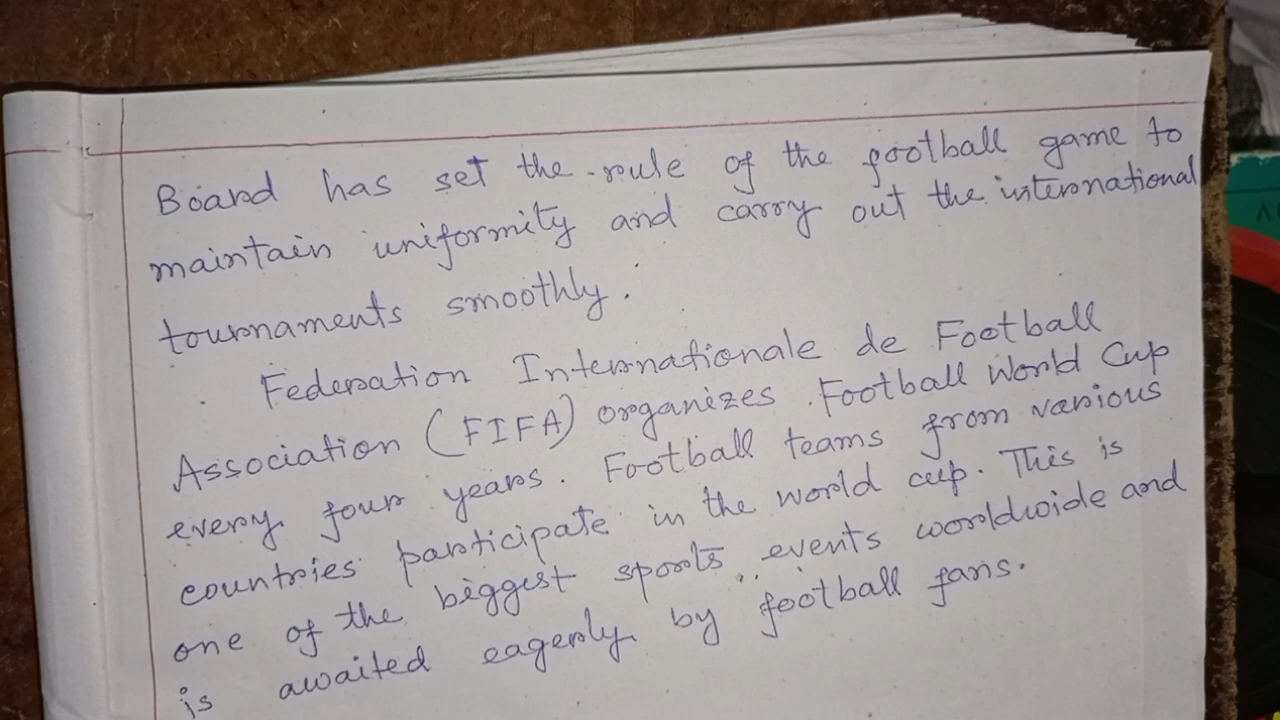 Board has set the rule of the football game to
maintain uniformity and carry out the international
tournaments smoothly.
Federation Internationale de Football
Association (FIFA) organizes Football World Cup
every four years. Football teams from various
countries participate in the world cup. This is
one of the biggest sports events worldwide and
is awaited eagerly by football fans.